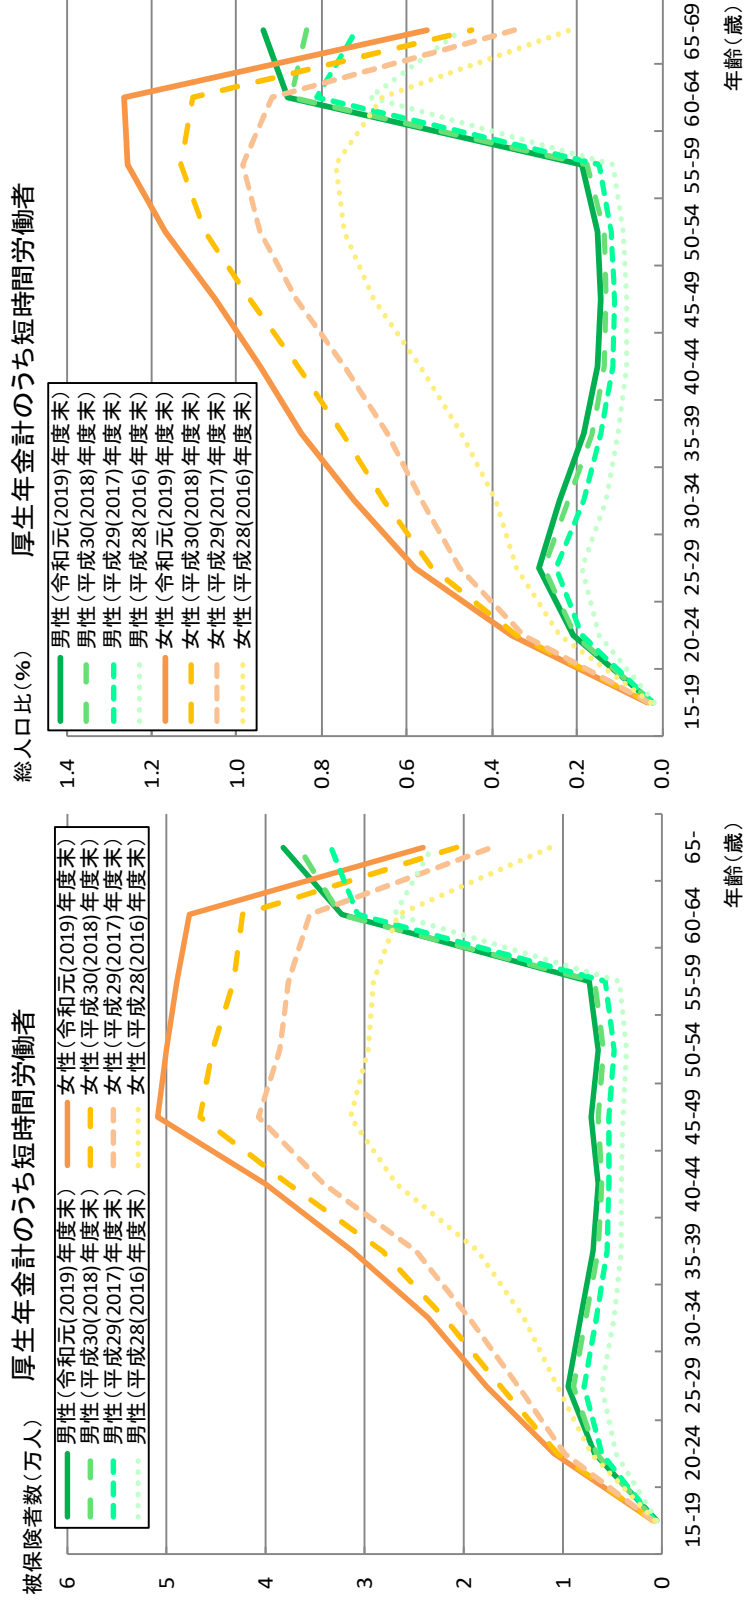 厚生年金計のうち短時間労働者
被保険者数(万人)
男性(令和元(2019)年度末)
男性(平成30(2018)年度末)
男性(平成29(2017)年度末)
男性(平成28(2016)年度末)
女性(令和元(2019)年度末)
女性(平成30(2018)年度末)
女性(平成29(2017)年度末)
女性(平成28(2016)年度末)
6
5
4
3
2
1
0
15-19 20-24 25-29 30-34 35-39 40-44 45-49 50-54 55-59 60-64 65-
年齢(歳)
厚生年金計のうち短時間労働者
総人口比(%)
男性(令和元(2019)年度末)
男性(平成30(2018)年度末)
男性(平成29(2017)年度末)
男性(平成28(2016)年度末)
女性(令和元(2019)年度末)
女性(平成30(2018)年度末)
女性(平成29(2017)年度末)
女性(平成28(2016)年度末)
1.4
1.2
1.0
0.8
0.6
0.4
0.2
0.0
15-19 20-24 25-29 30-34 35-39 40-44 45-49 50-54 55-59 60-64 65-69
年齢(歳)